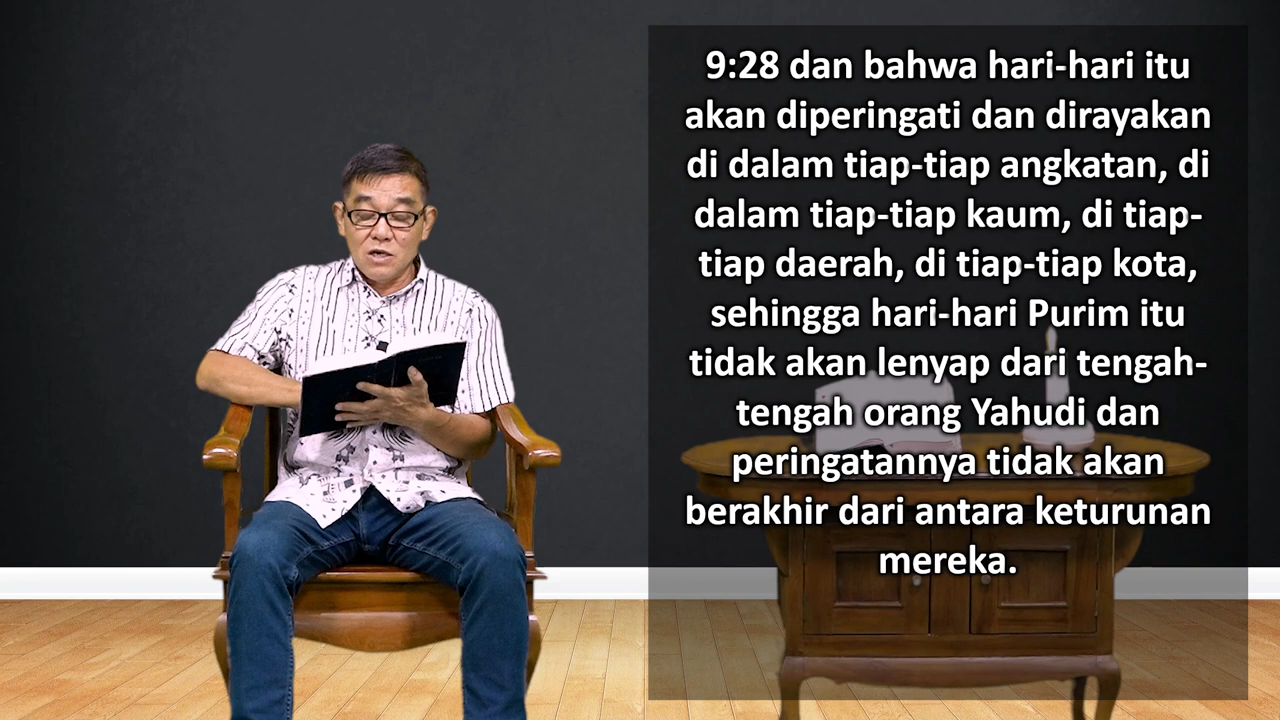 9:28 dan bahwa hari-hari itu
akan diperingati dan dirayakan
di dalam tiap-tiap angkatan, di
dalam tiap-tiap kaum, di tiap-
tiap daerah, di tiap-tiap kota,
sehingga hari-hari Purim itu
tidak akan lenyap dari tengah-
tengah orang Yahudi dan
peringatannya tidak akan
berakhir dari antara keturunan
mereka.